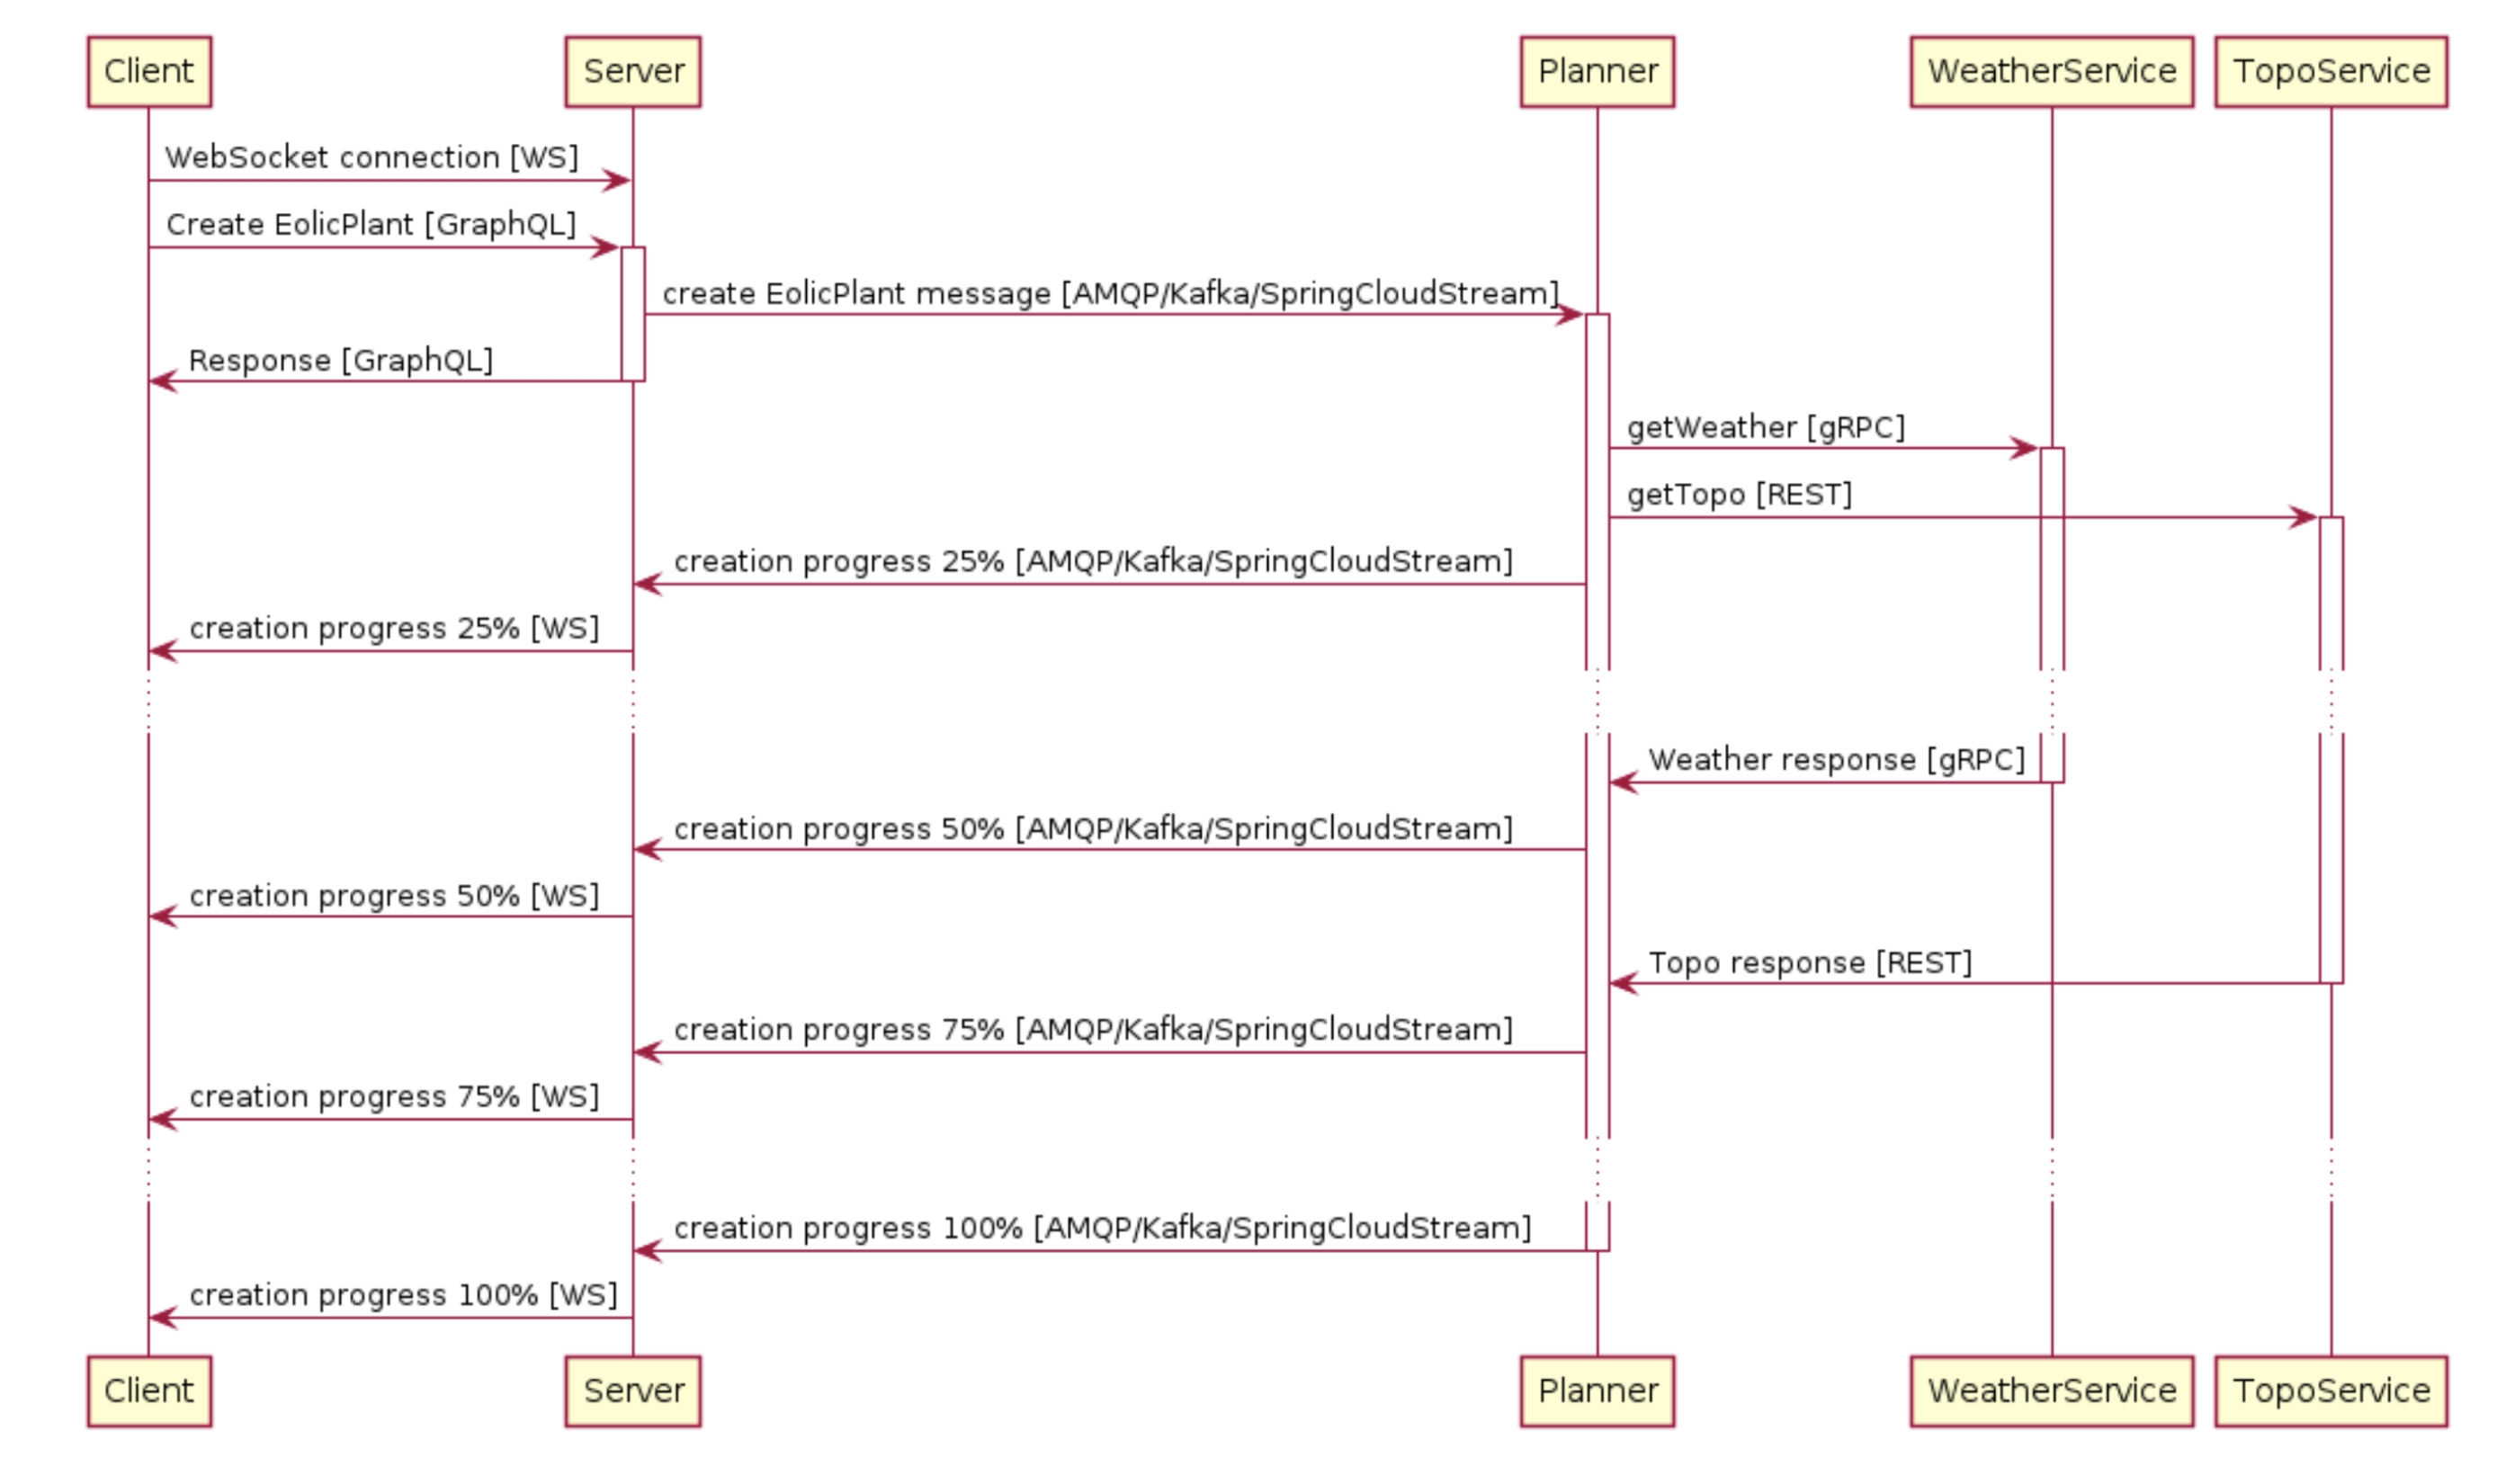 Client
Server
Planner
WeatherService
TopoService
WebSocket connection [WS]
Create EolicPlant [GraphQL]
create EolicPlant message [AMQP/Kafka/SpringCloudStream]
Response [GraphQL]
getWeather [gRPC]
getTopo [REST]
creation progress 25% [AMQP/Kafka/SpringCloudStream]
creation progress 25% [WS]
Weather response [gRPC]
creation progress 50% [AMQP/Kafka/SpringCloudStream]
creation progress 50% [WS]
Topo response [REST]
creation progress 75% [AMQP/Kafka/SpringCloudStream]
creation progress 75% [WS]
creation progress 100% [AMQP/Kafka/SpringCloudStream]
creation progress 100% [WS]
Client
Server
Planner
WeatherService
TopoService